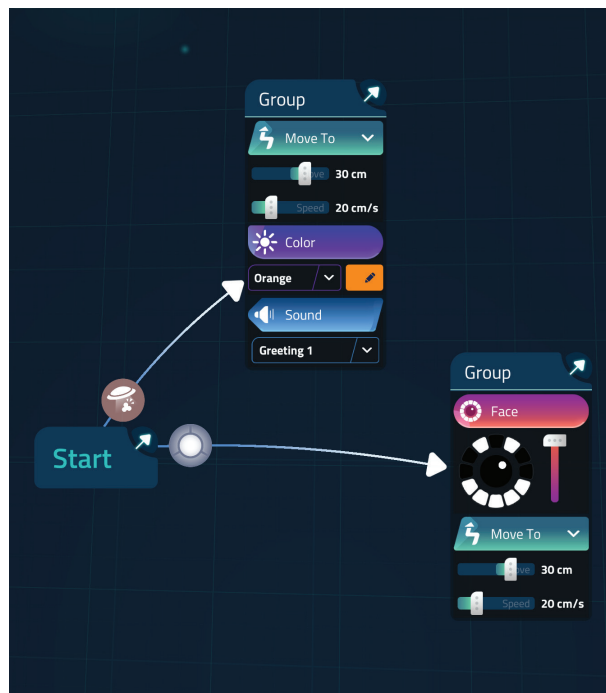 Group
Move To
30 cm
Speed
20 cm/s
Color
Orange
Sound
Greeting 1
Start
Group
Face
Move To
30 cm
Speed
20 cm/s